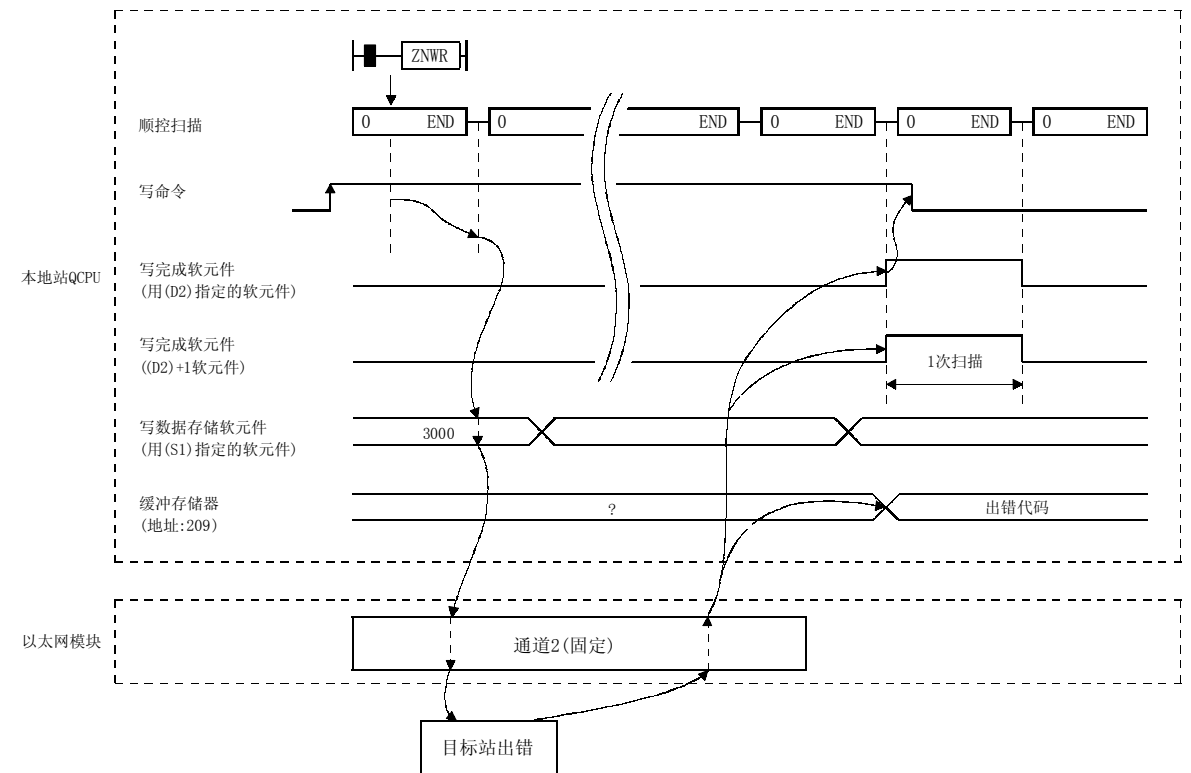 ZNWR
顺控扫描
0 END 0 END 0 END 0 END 0 END
写命令
本地站QCPU
写完成软元件
(用(D2)指定的软元件)
写完成软元件
((D2)+1软元件)
1次扫描
写数据存储软元件
(用(S1)指定的软元件)
3000
缓冲存储器
(地址:209)
?
出错代码
以太网模块
通道2(固定)
目标站出错